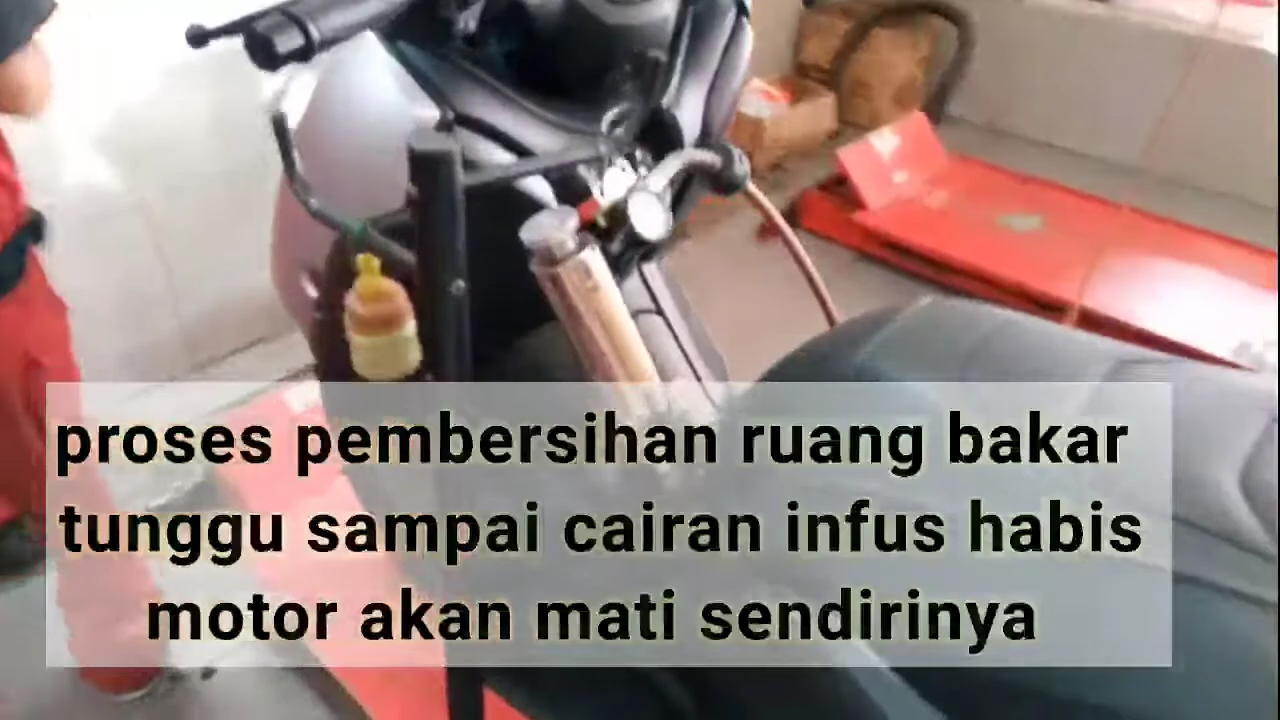 proses pembersihan ruang bakar
tunggu sampai cairan infus habis
motor akan mati sendirinya